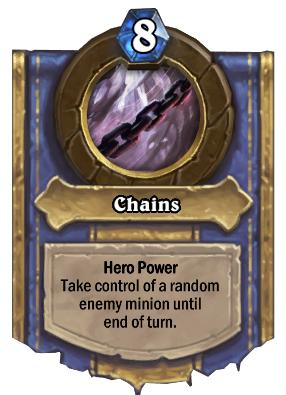 8
Chains
Hero Power
Take control of a random
enemy minion until
end of turn.